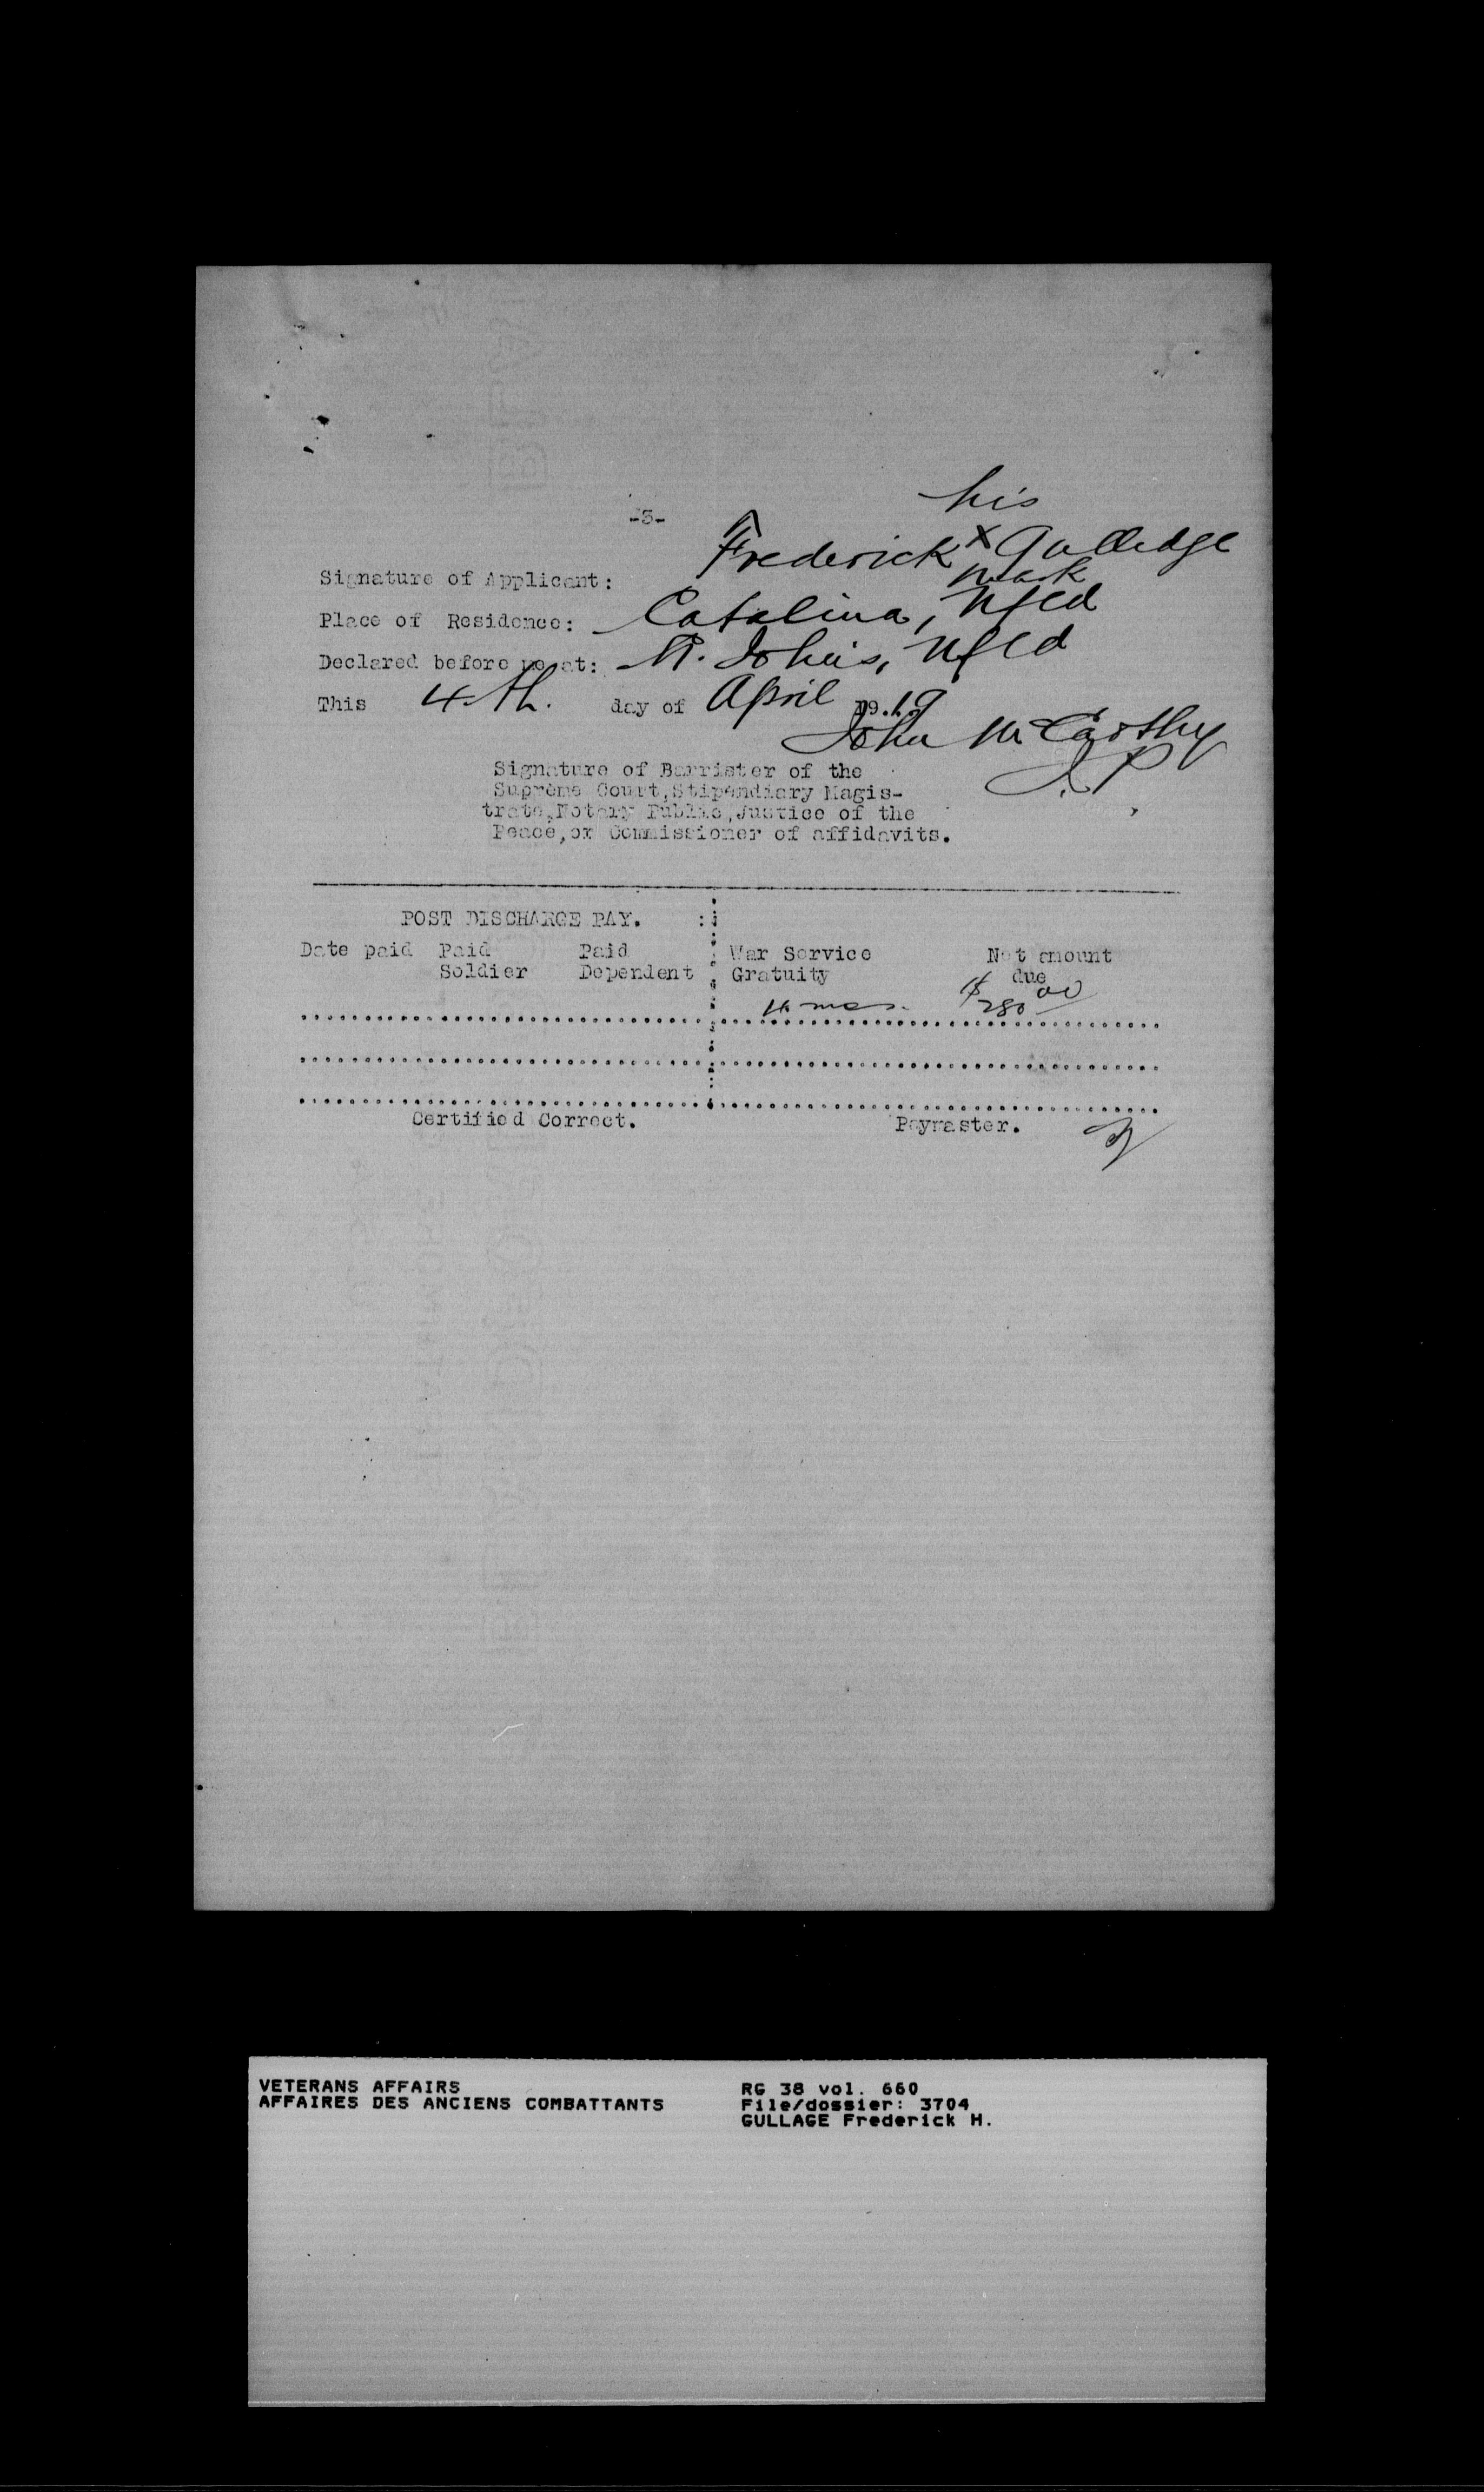 -3-
his
Signature of Applicant: Frederick x Gulledge
mark
Place of Residence: Catalina, Nfld
Declared before me at: St. John's, Nfld
This 4th. day of April 19.19
John McCarthy
J.P
Signature of Barrister of the
Supreme Court,Stipendiary Magis-
trate,Notary Public,Justice of the
Peace,or Commissioner of affidavits.
POST DISCHARGE PAY.
Date paid Paid Paid War Service Net amount
Soldier Dependent Gratuity due
4 mos. $280.00
Certified Correct. Paymaster.
VETERANS AFFAIRS RG 38 vol. 660
AFFAIRES DES ANCIENS COMBATTANTS File/dossier: 3704
GULLAGE Frederick H.